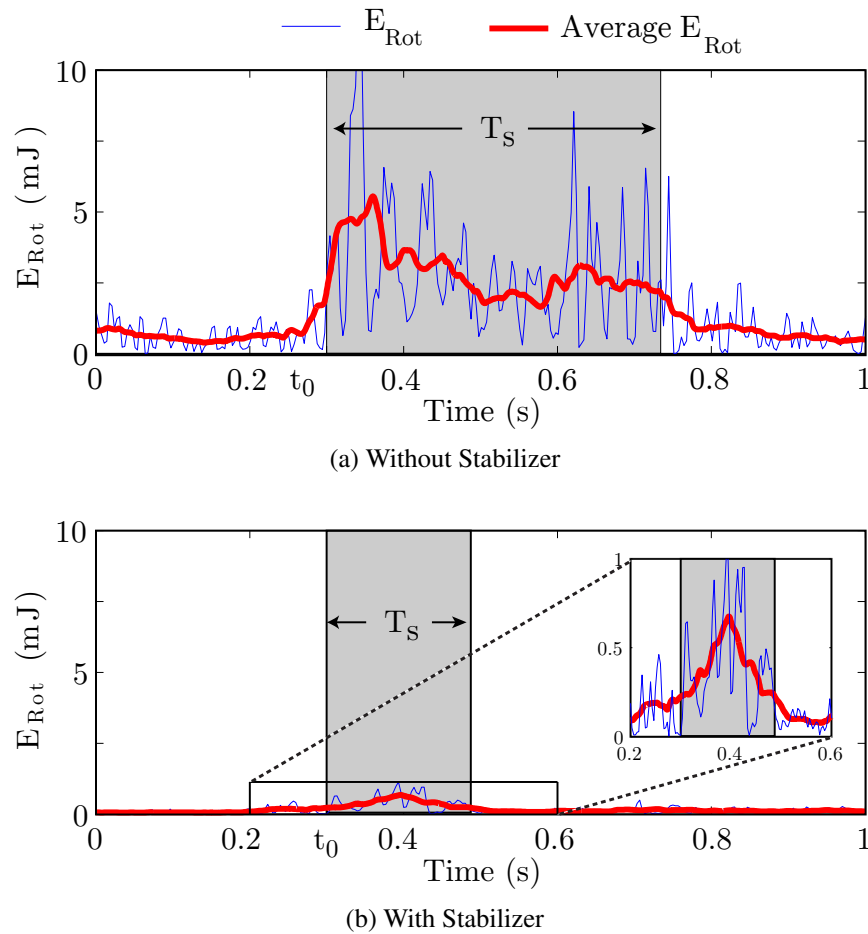 E_Rot Average E_Rot
10
5
0
E_Rot (mJ)
T_s
0 0.2 t_0 0.4 0.6 0.8 1
Time (s)
(a) Without Stabilizer
10
5
0
E_Rot (mJ)
T_s
1
0.5
0
0.2 0.4 0.6
0 0.2 t_0 0.4 0.6 0.8 1
Time (s)
(b) With Stabilizer